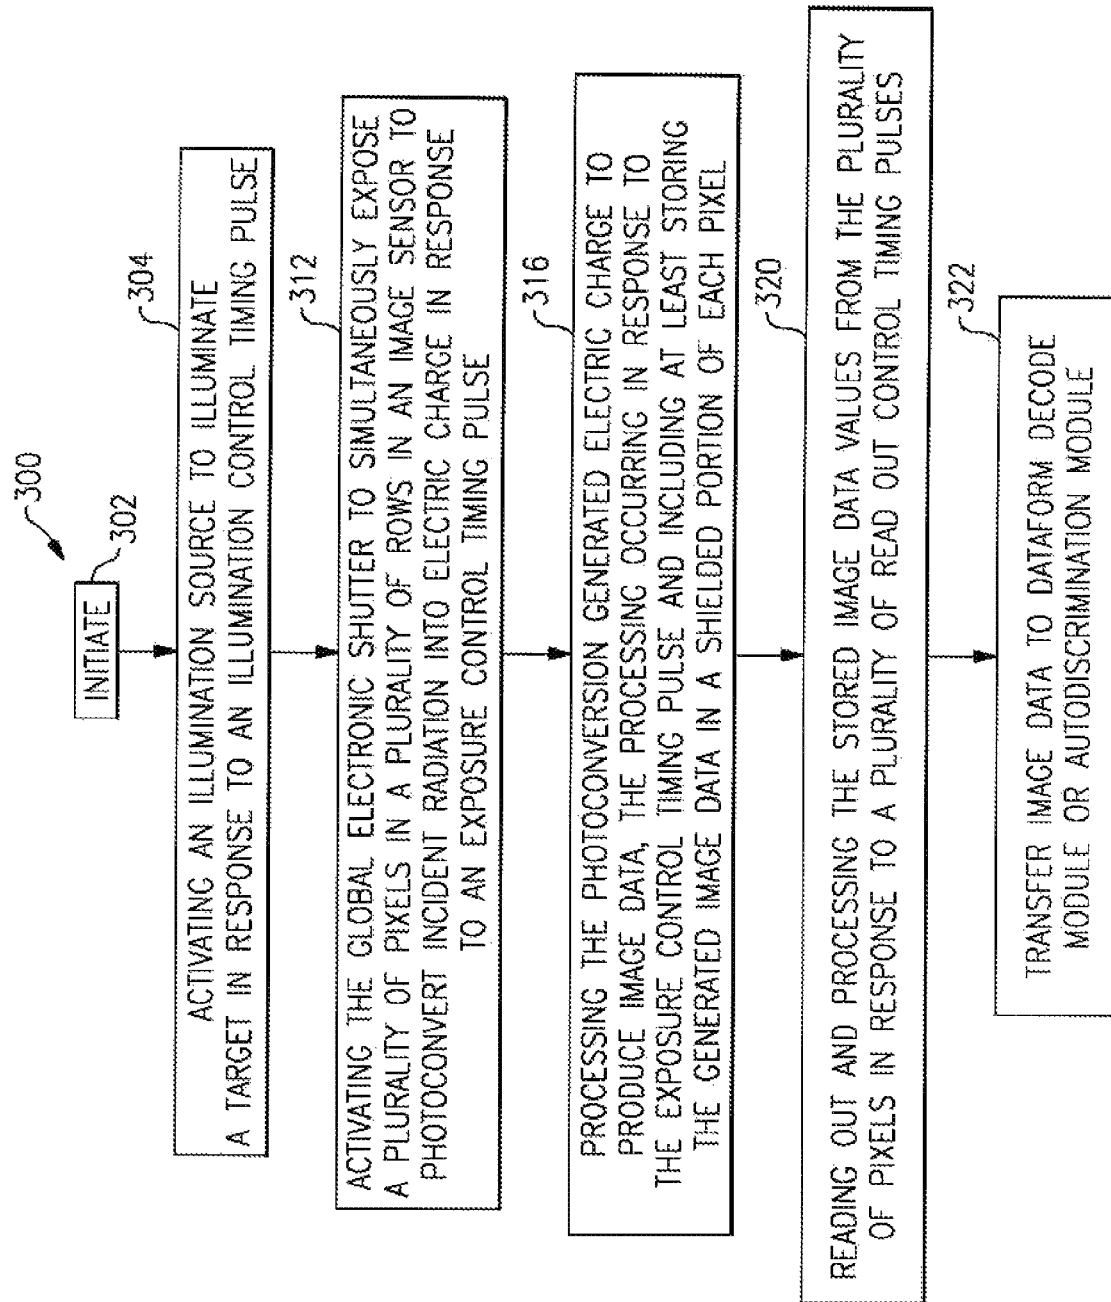 300
302
INITIATE
304
ACTIVATING AN ILLUMINATION SOURCE TO ILLUMINATE
A TARGET IN RESPONSE TO AN ILLUMINATION CONTROL TIMING PULSE
312
ACTIVATING THE GLOBAL ELECTRONIC SHUTTER TO SIMULTANEOUSLY EXPOSE
A PLURALITY OF PIXELS IN A PLURALITY OF ROWS IN AN IMAGE SENSOR TO
PHOTOCONVERT INCIDENT RADIATION INTO ELECTRIC CHARGE IN RESPONSE
TO AN EXPOSURE CONTROL TIMING PULSE
316
PROCESSING THE PHOTOCONVERSION GENERATED ELECTRIC CHARGE TO
PRODUCE IMAGE DATA, THE PROCESSING OCCURING IN RESPONSE TO
THE EXPOSURE CONTROL TIMING PULSE AND INCLUDING AT LEAST STORING
THE GENERATED IMAGE DATA IN A SHIELDED PORTION OF EACH PIXEL
320
READING OUT AND PROCESSING THE STORED IMAGE DATA VALUES FROM THE PLURALITY
OF PIXELS IN RESPONSE TO A PLURALITY OF READ OUT CONTROL TIMING PULSES
322
TRANSFER IMAGE DATA TO DATAFORM DECODE
MODULE OR AUTODISCRIMINATION MODULE